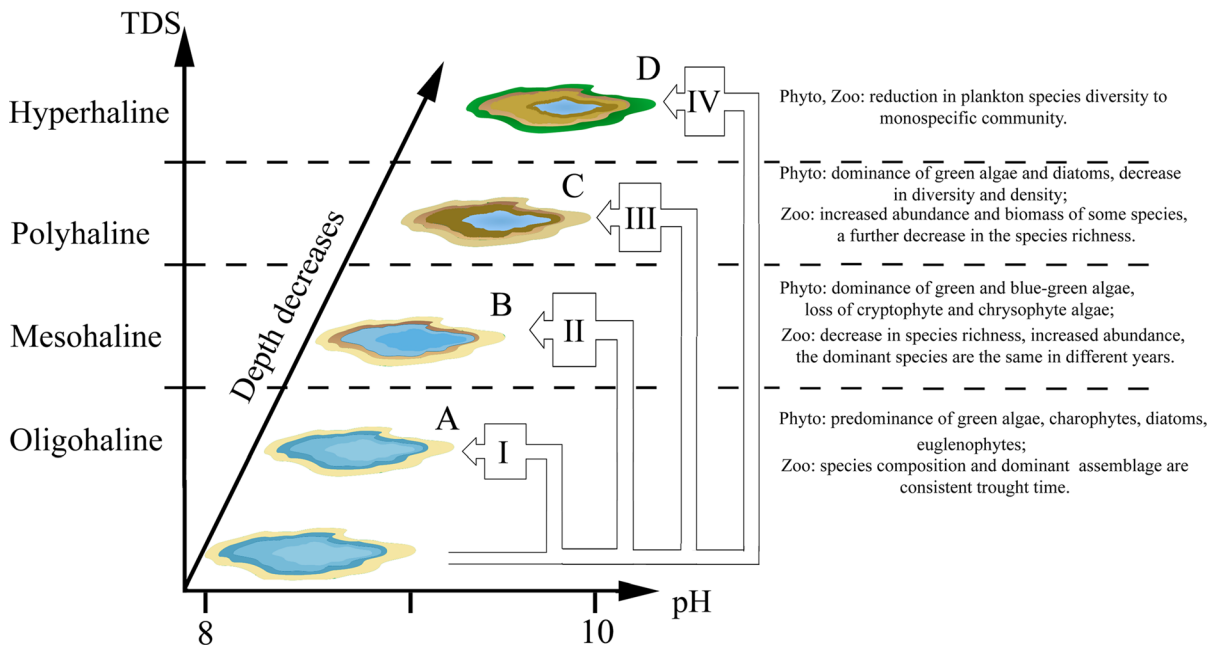 TDS
Hyperhaline
D
IV
Phyto, Zoo: reduction in plankton species diversity to
monospecific community.
Polyhaline
C
III
Phyto: dominance of green algae and diatoms, decrease
in diversity and density;
Zoo: increased abundance and biomass of some species,
a further decrease in the species richness.
Depth decreases
Mesohaline
B
II
Phyto: dominance of green and blue-green algae,
loss of cryptophyte and chrysophyte algae;
Zoo: decrease in species richness, increased abundance,
the dominant species are the same in different years.
Oligohaline
A
I
Phyto: predominance of green algae, charophytes, diatoms,
euglenophytes;
Zoo: species composition and dominant assemblage are
consistent trought time.
pH
8
10